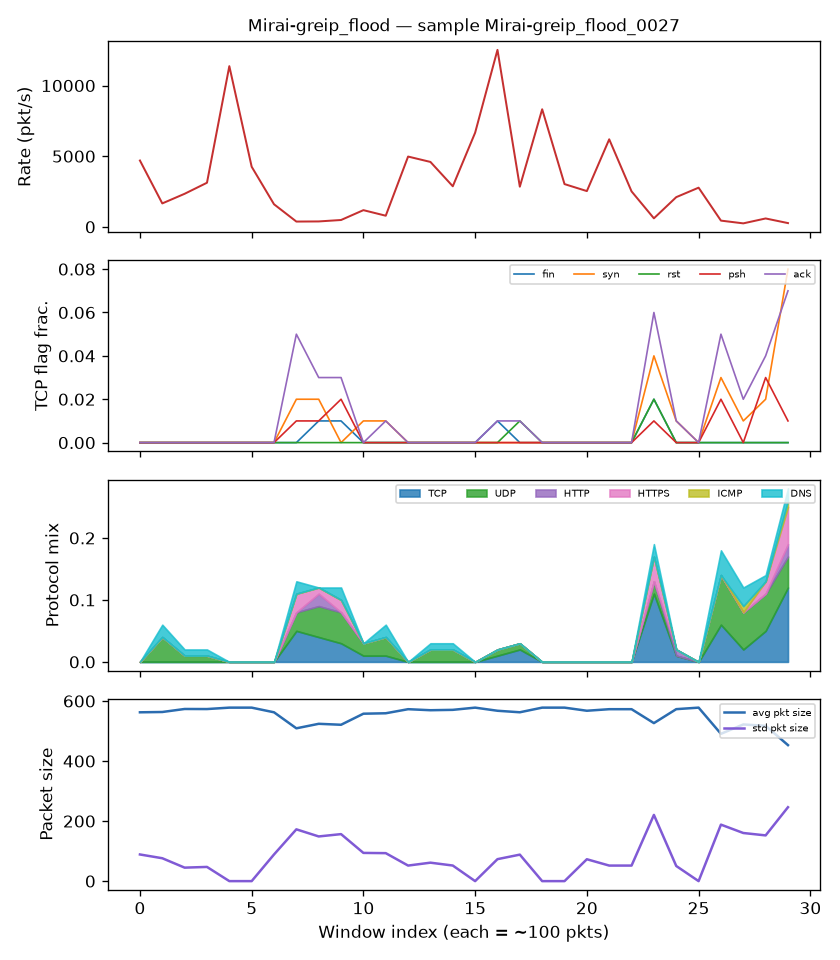 Mirai-greip_flood — sample Mirai-greip_flood_0027
Rate (pkt/s)
10000
5000
0
TCP flag frac.
0.08
0.06
0.04
0.02
0.00
fin syn rst psh ack
Protocol mix
0.2
0.1
0.0
TCP UDP HTTP HTTPS ICMP DNS
Packet size
600
400
200
0
avg pkt size
std pkt size
0 5 10 15 20 25 30
Window index (each = ~100 pkts)